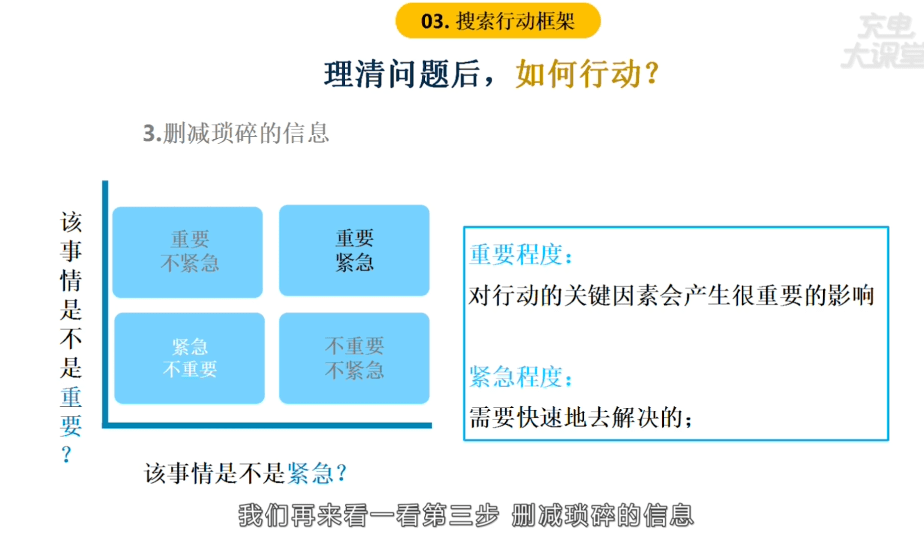 03. 搜索行动框架
充电
大课堂
理清问题后，如何行动？
3.删减琐碎的信息
该事情是不是重要？
重要
不紧急
重要
紧急
紧急
不重要
不重要
不紧急
重要程度：
对行动的关键因素会产生很重要的影响
紧急程度：
需要快速地去解决的；
该事情是不是紧急？
我们再来看一看第三步 删减琐碎的信息